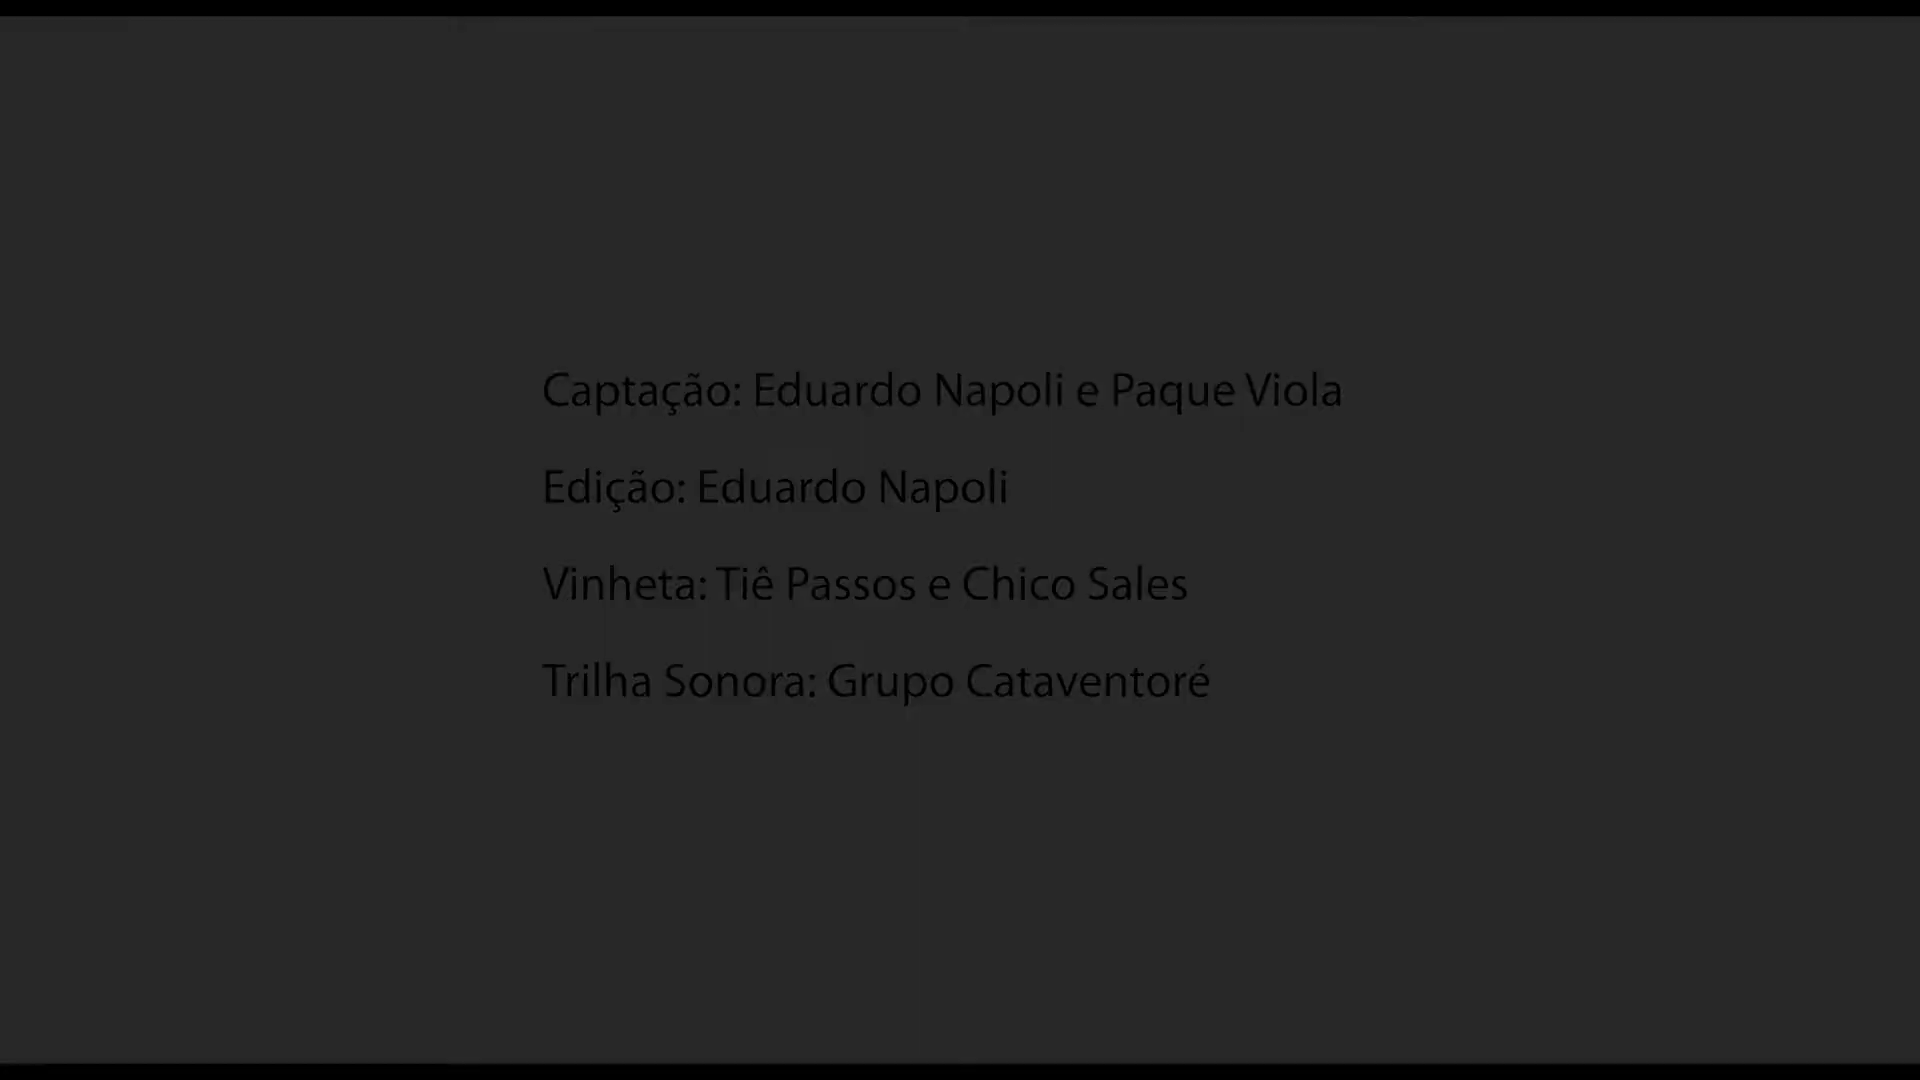 Captação: Eduardo Napoli e Paque Viola
Edição: Eduardo Napoli
Vinheta: Tiê Passos e Chico Sales
Trilha Sonora: Grupo Cataventoré